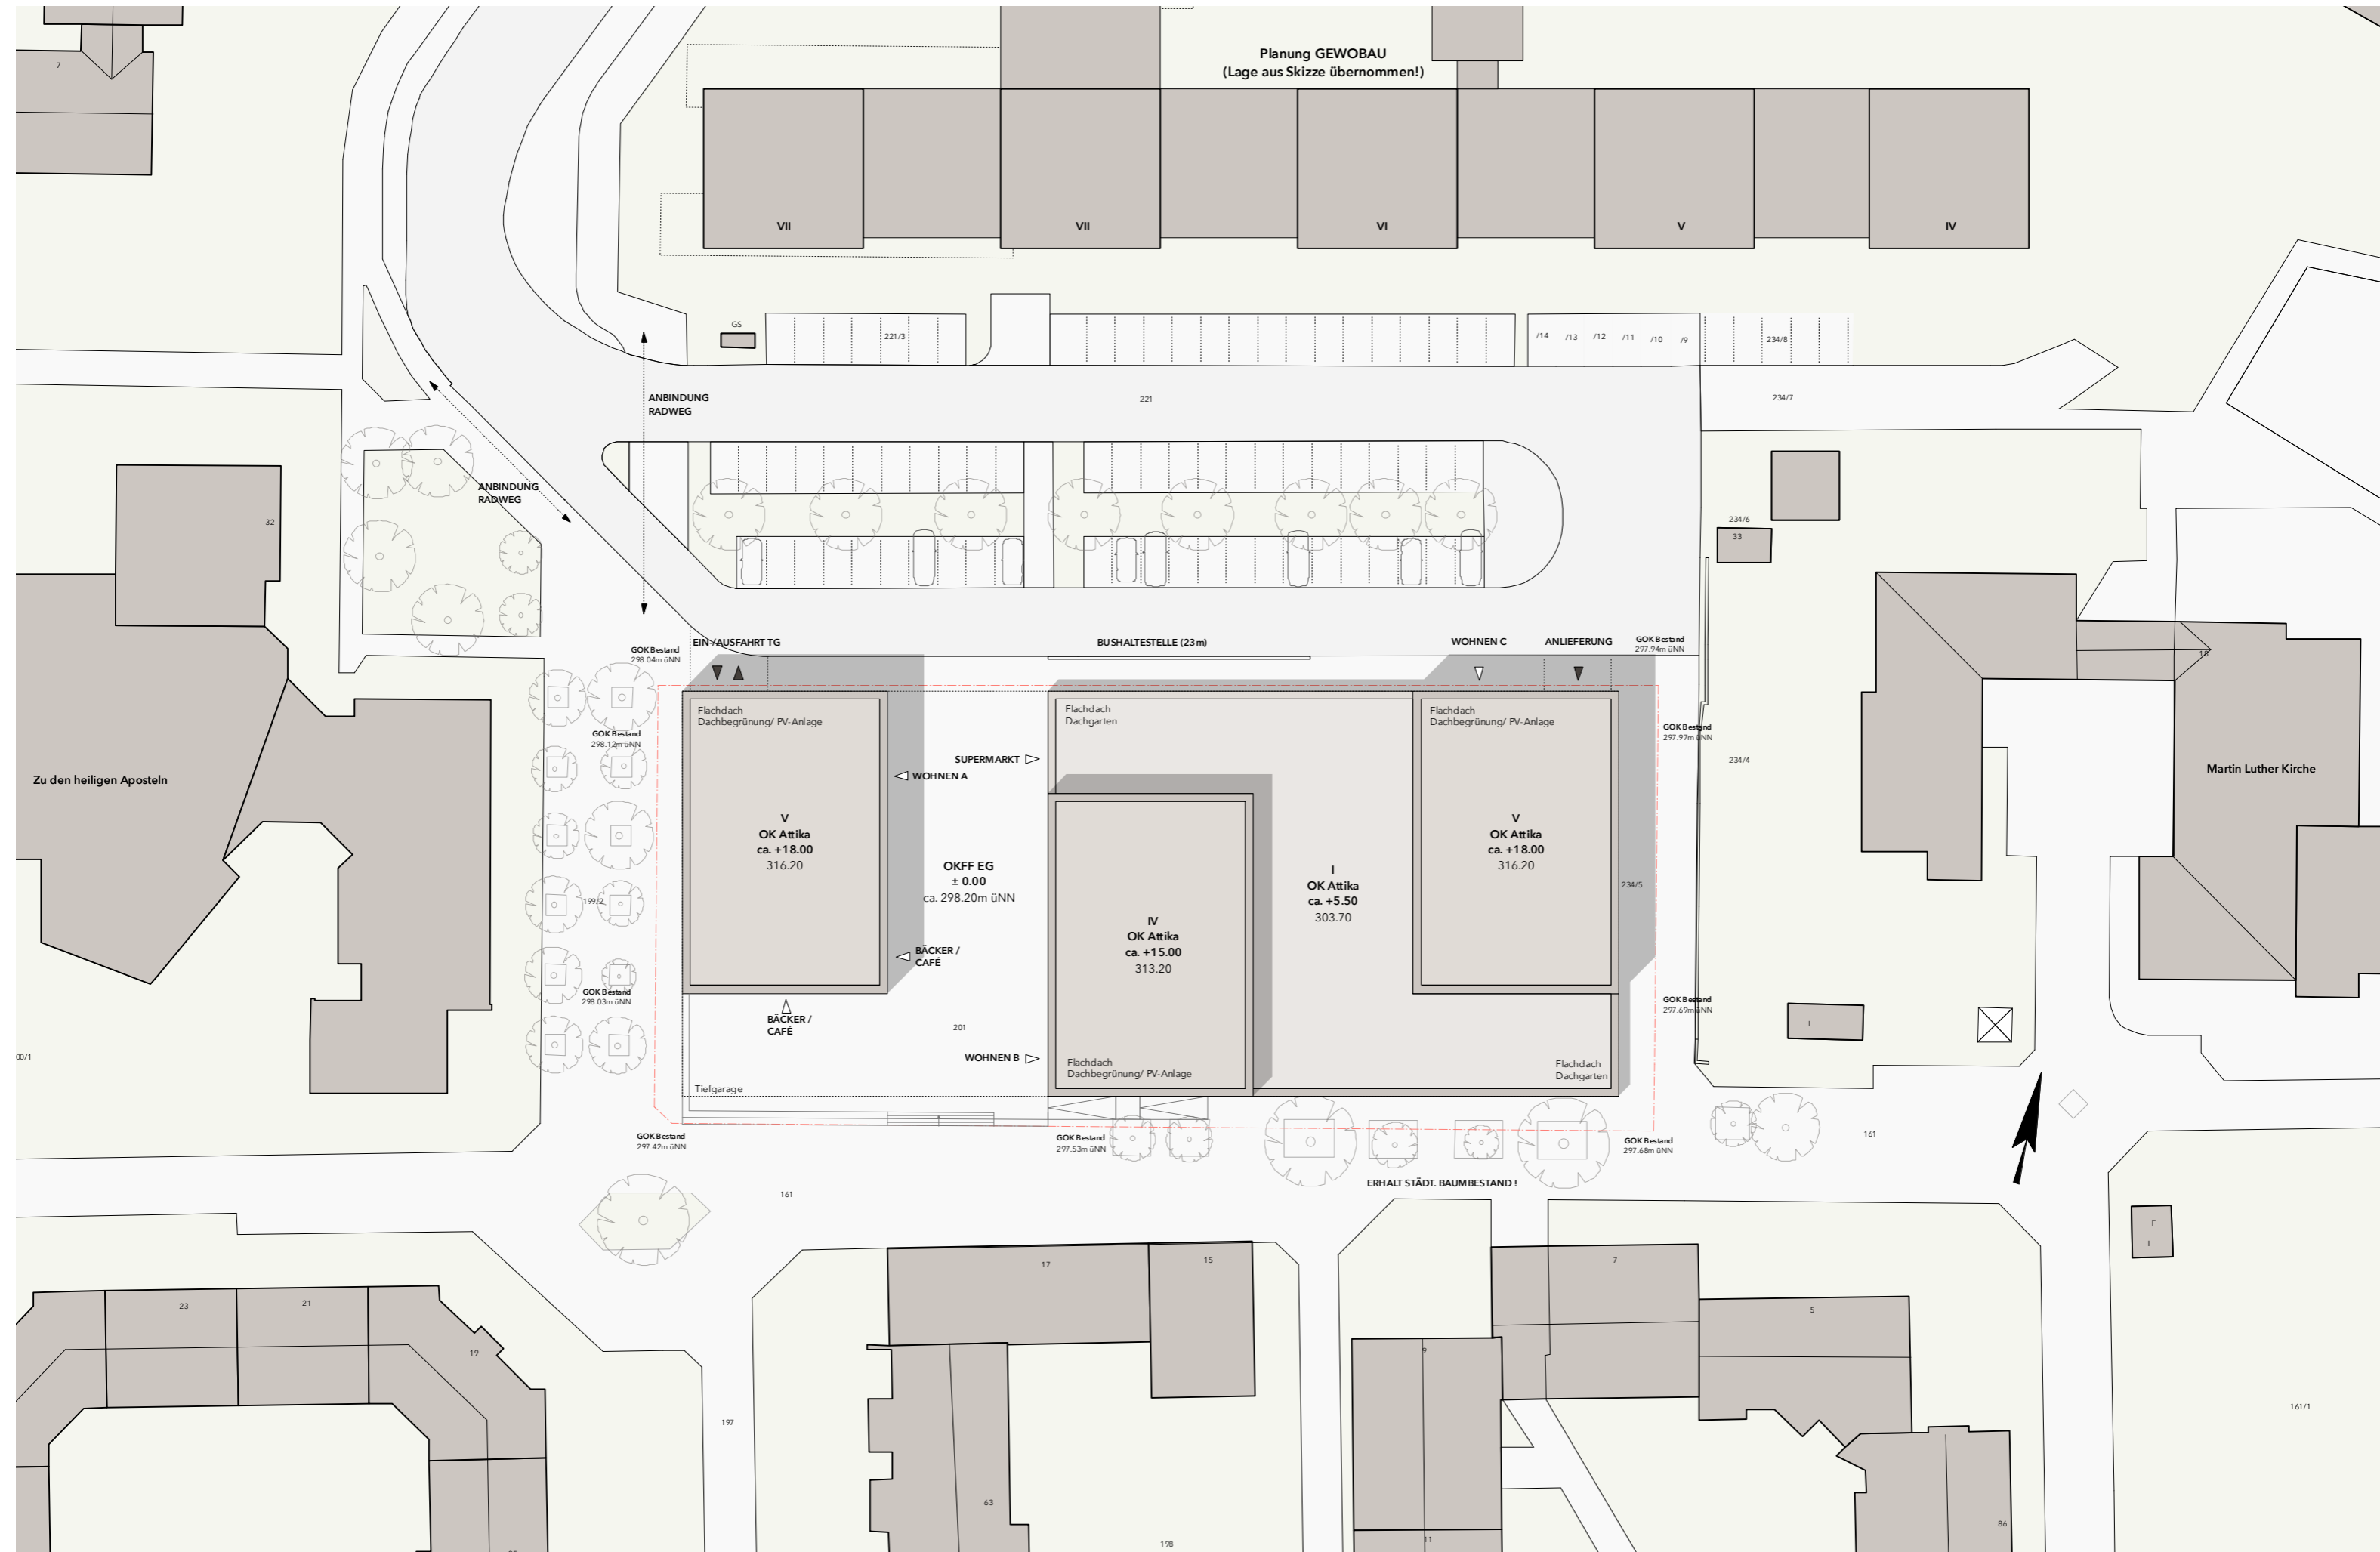 7
Planung GEWOBAU
(Lage aus Skizze übernommen!)
VII
VII
VI
V
IV
GS
221/3
/14
/13
/12
/11
/10
/9
234/8
ANBINDUNG
RADWEG
221
234/7
ANBINDUNG
RADWEG
32
234/6
33
EIN-/AUSFAHRT TG
BUSHALTESTELLE (23m)
WOHNEN C
ANLIEFERUNG
GOK Bestand
298.04m üNN
GOK Bestand
297.94m üNN
18
Flachdach
Dachbegrünung/ PV-Anlage
Flachdach
Dachgarten
Flachdach
Dachbegrünung/ PV-Anlage
GOK Bestand
298.12m üNN
GOK Bestand
297.97m üNN
SUPERMARKT
WOHNEN A
234/4
Zu den heiligen Aposteln
Martin Luther Kirche
V
OK Attika
ca. +18.00
316.20
OKFF EG
± 0.00
ca. 298.20m üNN
I
OK Attika
ca. +5.50
303.70
V
OK Attika
ca. +18.00
316.20
234/5
199/2
IV
OK Attika
ca. +15.00
313.20
BÄCKER /
CAFÉ
GOK Bestand
298.03m üNN
GOK Bestand
297.69m üNN
BÄCKER /
CAFÉ
201
I
00/1
WOHNEN B
Flachdach
Dachbegrünung/ PV-Anlage
Flachdach
Dachgarten
Tiefgarage
GOK Bestand
297.42m üNN
GOK Bestand
297.53m üNN
GOK Bestand
297.68m üNN
161
ERHALT STÄDT. BAUMBESTAND !
161
F
I
17
15
7
5
23
21
19
9
197
161/1
63
86
11
198